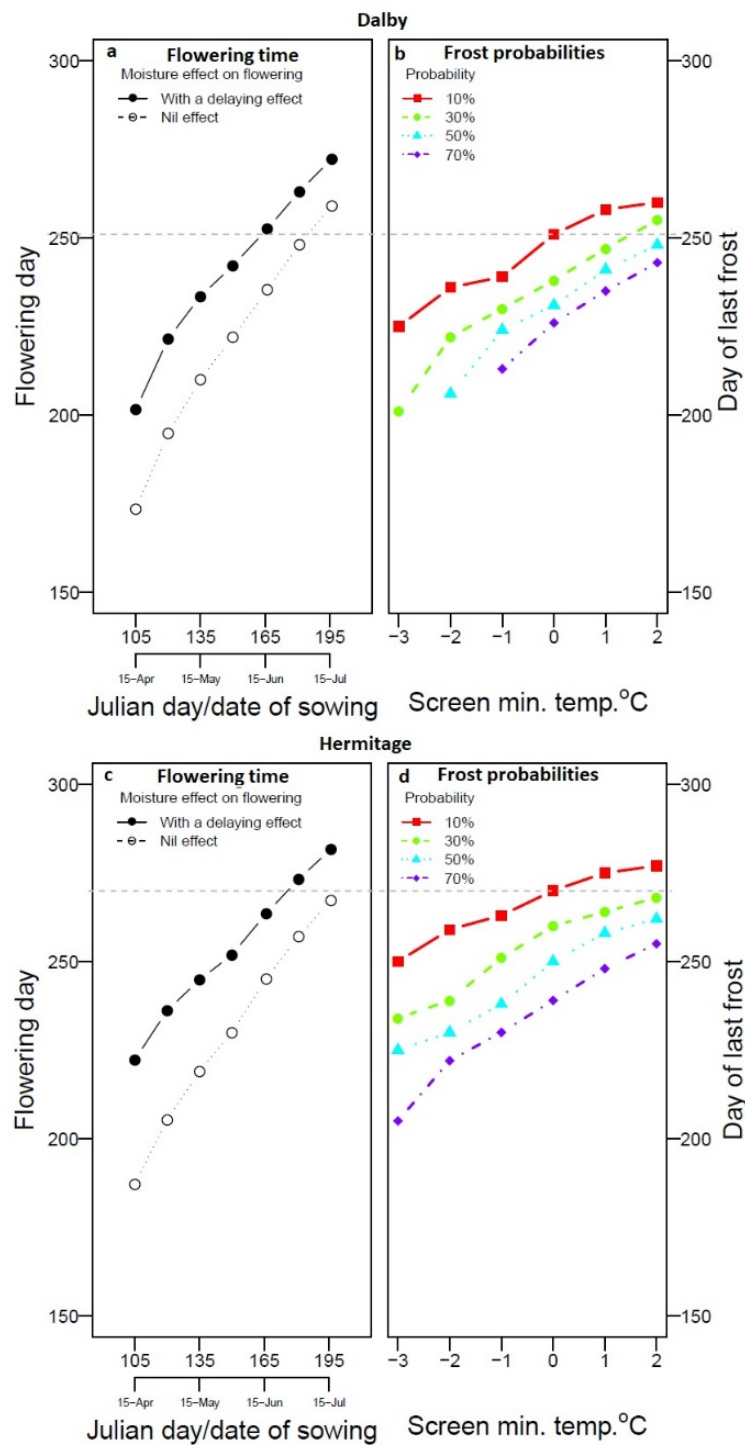 Dalby
a Flowering time
Moisture effect on flowering
With a delaying effect
Nil effect
300
250
200
150
Flowering day
105 135 165 195
15-Apr 15-May 15-Jun 15-Jul
Julian day/date of sowing
b Frost probabilities
Probability
10%
30%
50%
70%
300
250
200
150
Day of last frost
-3 -2 -1 0 1 2
Screen min. temp.°C
Hermitage
c Flowering time
Moisture effect on flowering
With a delaying effect
Nil effect
300
250
200
150
Flowering day
105 135 165 195
15-Apr 15-May 15-Jun 15-Jul
Julian day/date of sowing
d Frost probabilities
Probability
10%
30%
50%
70%
300
250
200
150
Day of last frost
-3 -2 -1 0 1 2
Screen min. temp.°C